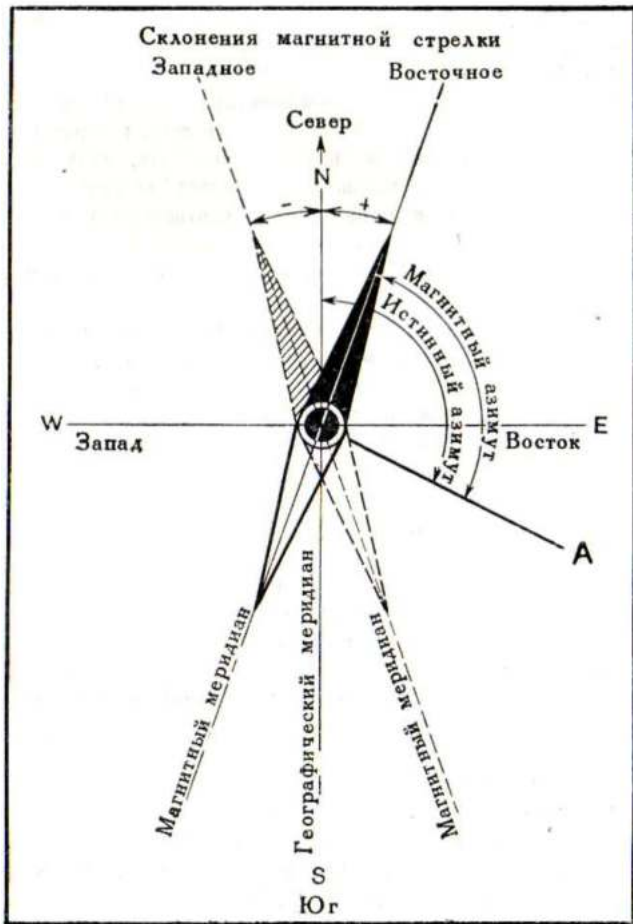 Склонения магнитной стрелки
Западное
Восточное
Север
N
-
+
Магнитный азимут
Истинный азимут
W
E
Запад
Восток
A
Магнитный меридиан
Географический меридиан
Магнитный меридиан
S
Юг